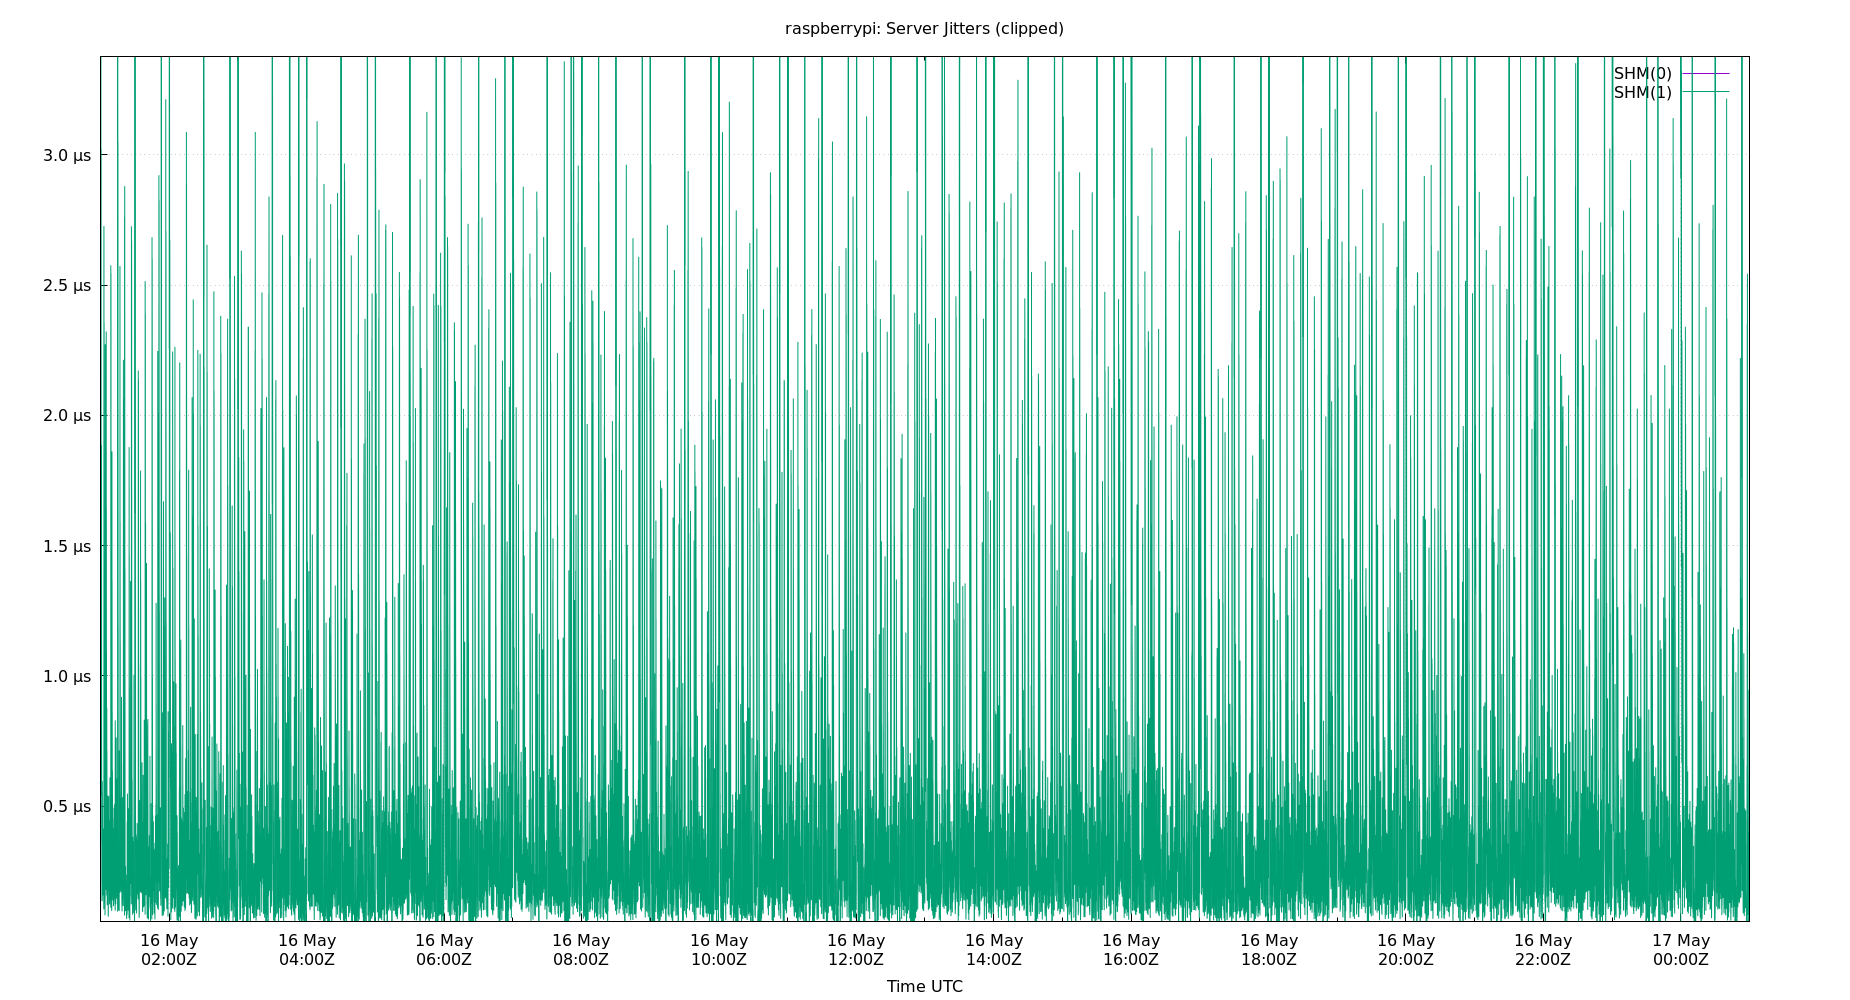 raspberrypi: Server Jitters (clipped)
SHM(0)
SHM(1)
3.0 µs
2.5 µs
2.0 µs
1.5 µs
1.0 µs
0.5 µs
16 May 16 May 16 May 16 May 16 May 16 May 16 May 16 May 16 May 16 May 16 May 17 May
02:00Z 04:00Z 06:00Z 08:00Z 10:00Z 12:00Z 14:00Z 16:00Z 18:00Z 20:00Z 22:00Z 00:00Z
Time UTC